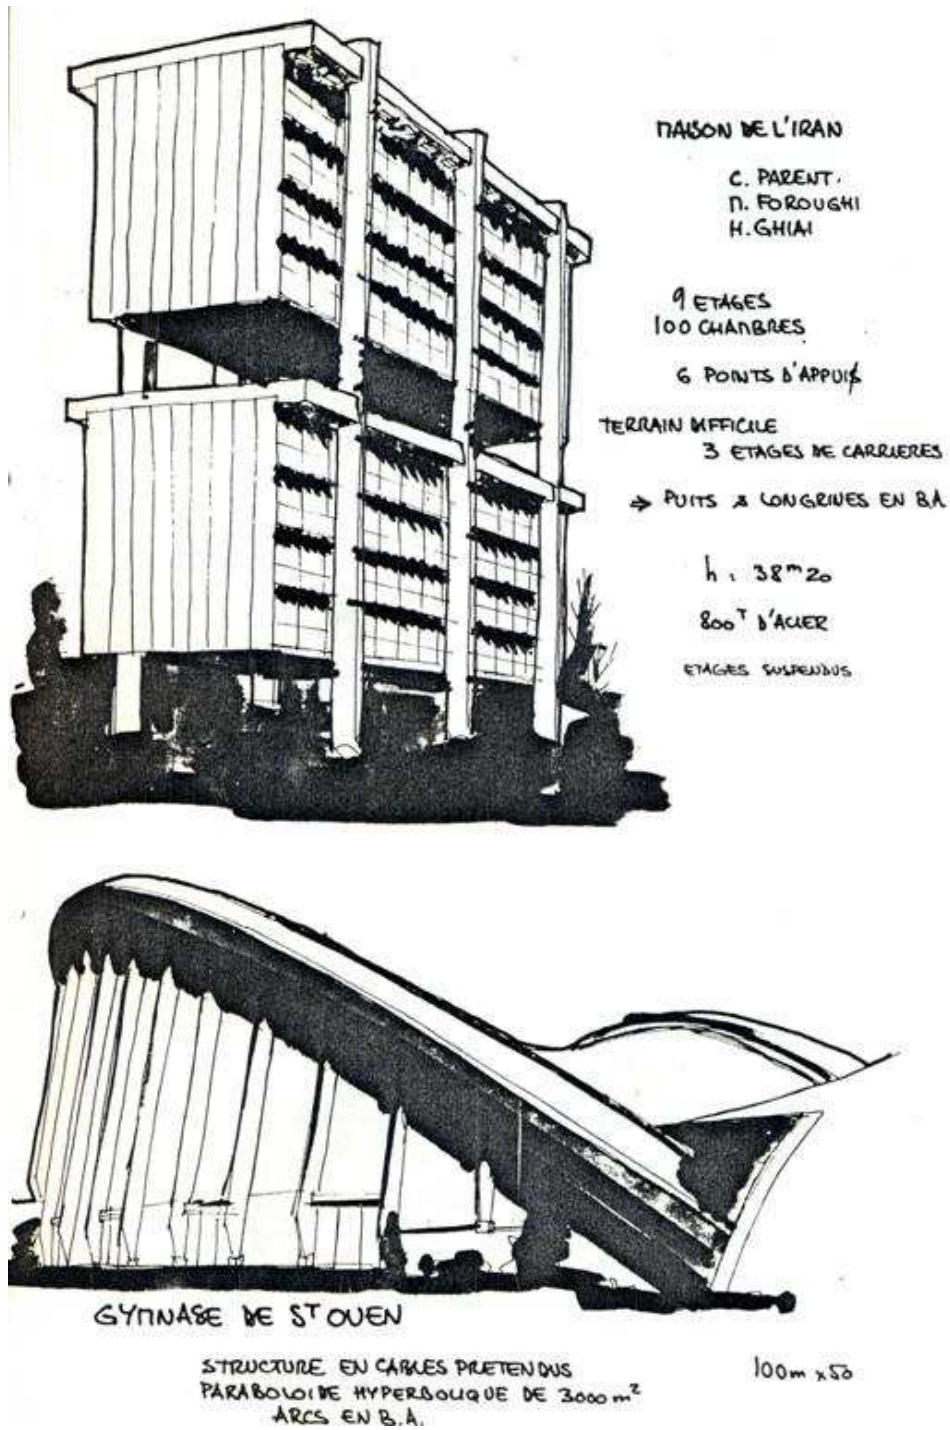 MAISON DE L'IRAN
C. PARENT.
M. FOROUGHI
H. GHIAI
9 ETAGES
100 CHAMBRES
6 POINTS D'APPUIS
TERRAIN DIFFICILE
3 ETAGES DE CARRIERES
→ PUITS & LONGRINES EN B.A
h : 38m20
800T D'ACIER
ETAGES SUSPENDUS
GYMNASE DE ST OUEN
STRUCTURE EN CABLES PRETENDUS
PARABOLOIDE HYPERBOLIQUE DE 3000 m²
ARCS EN B.A.
100m x 50